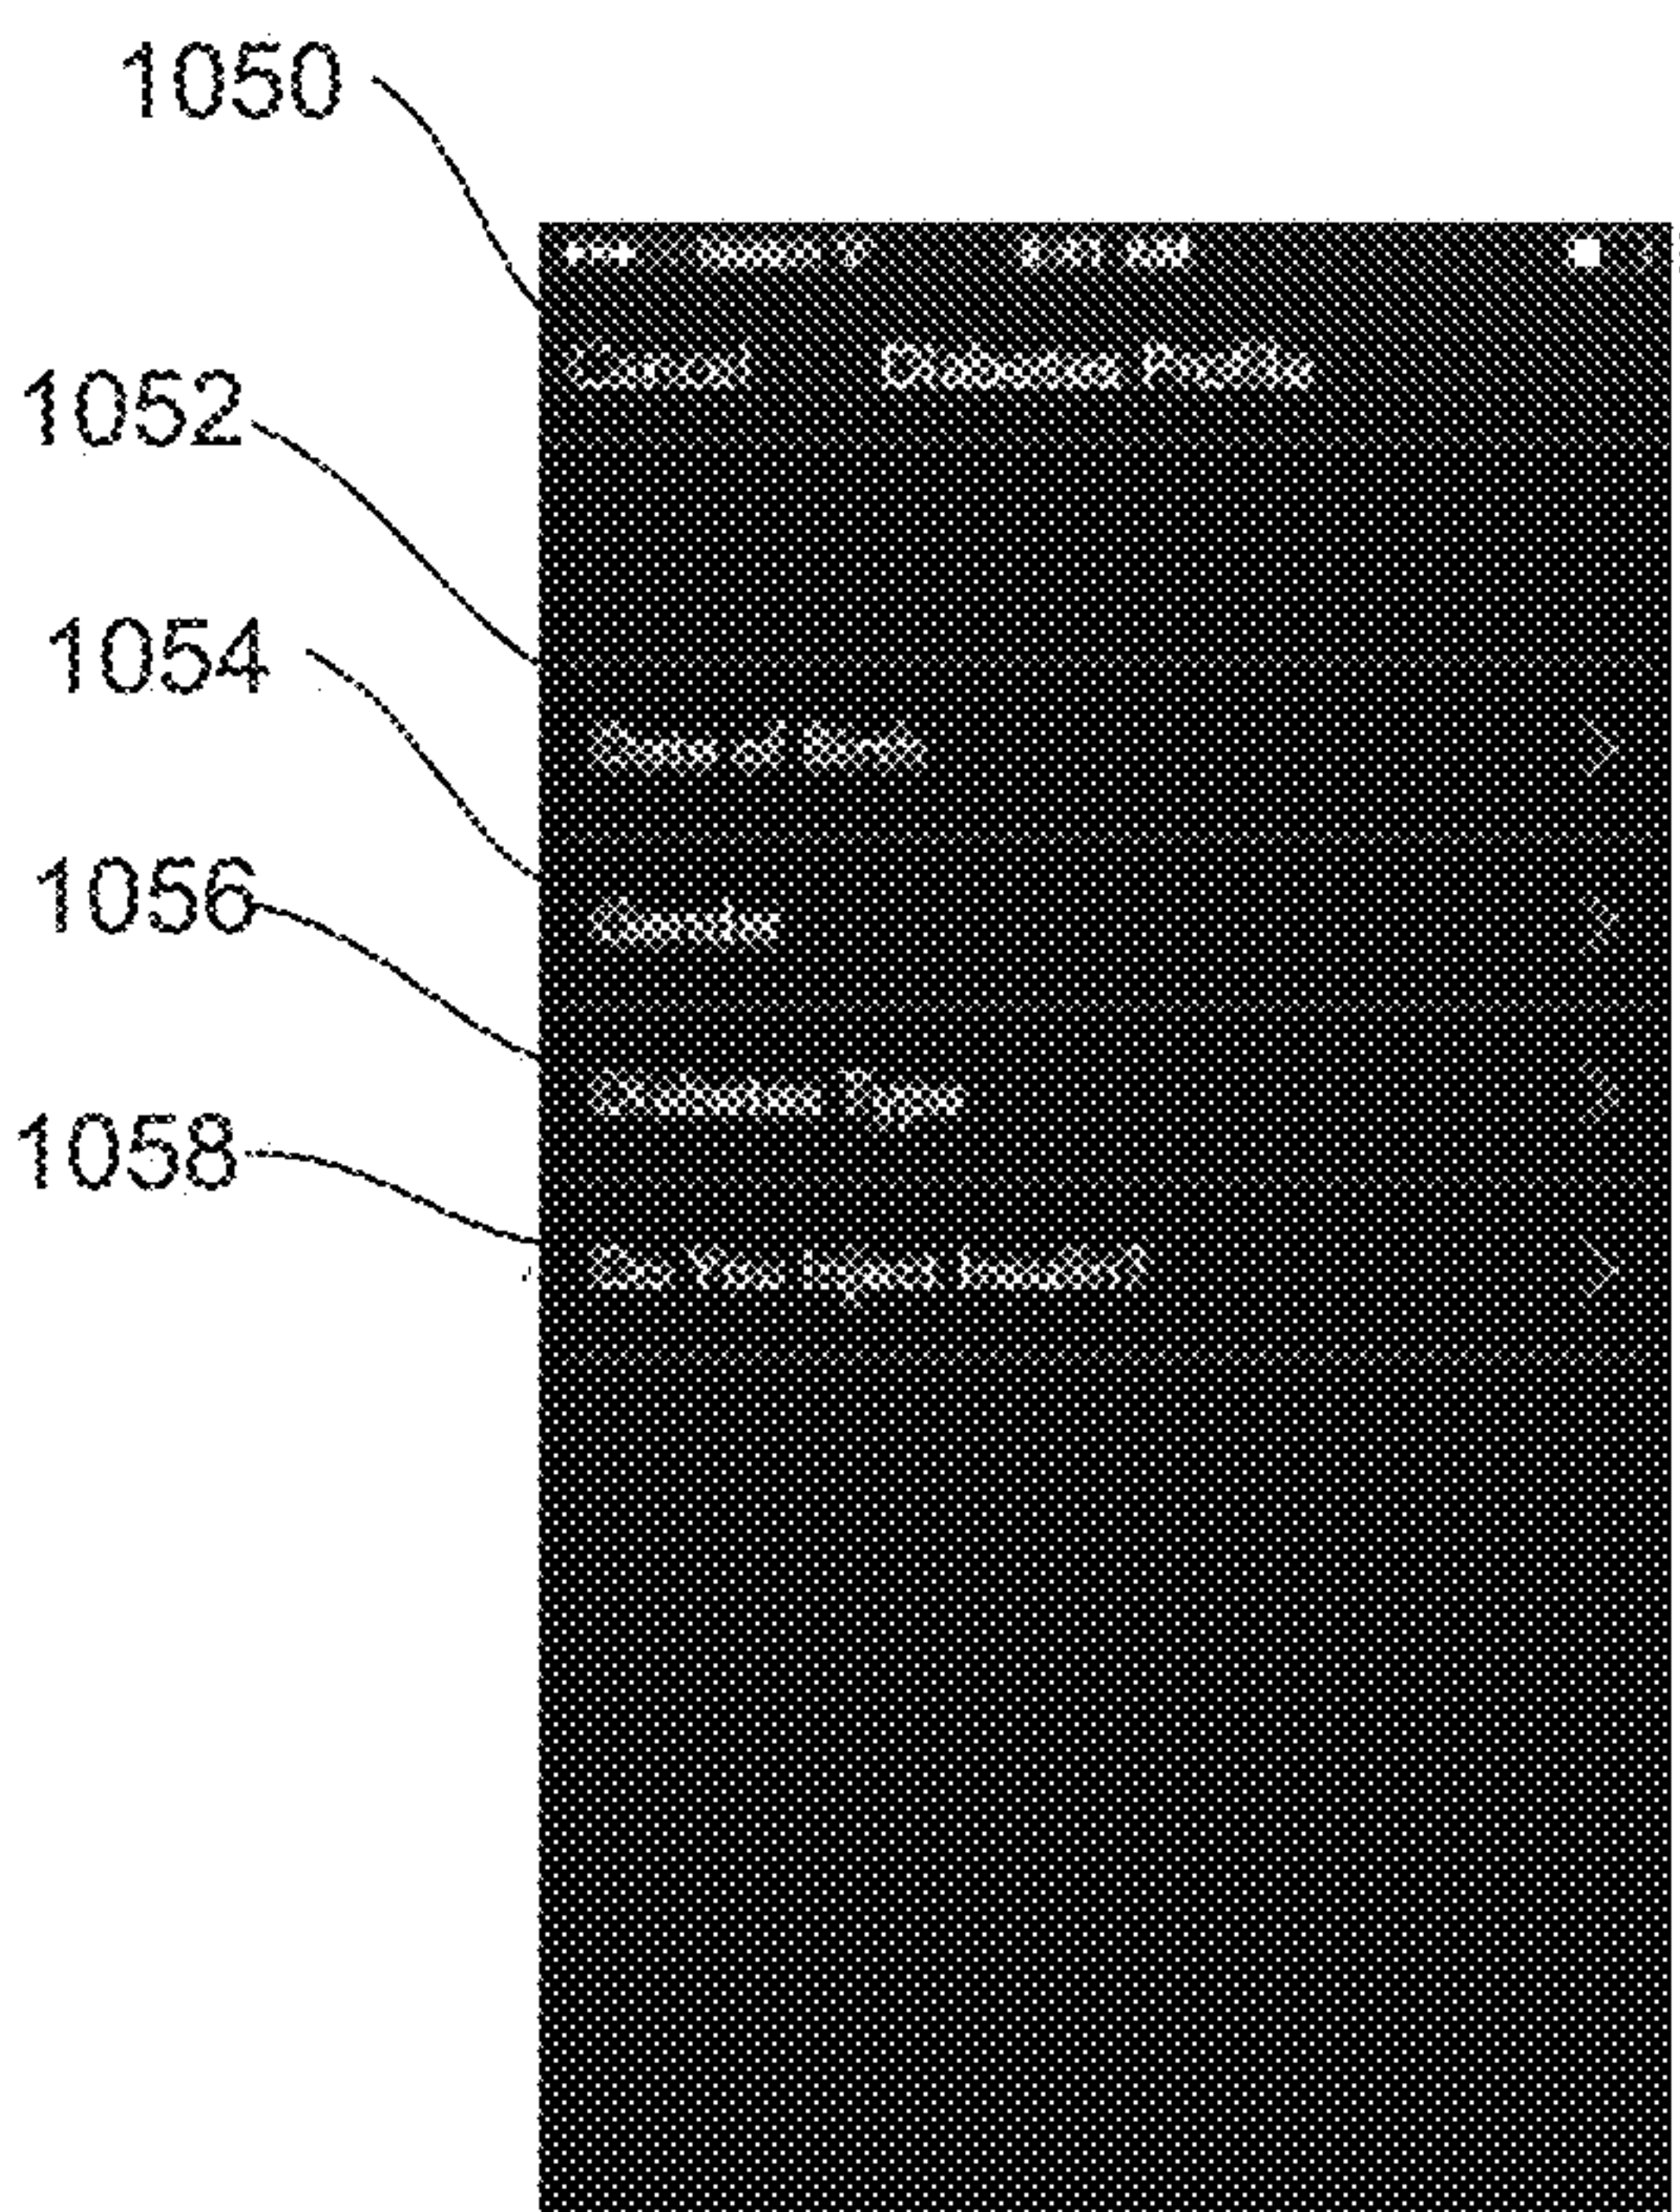 1050
Cancel Diabetes Profile
1052
1054
Date of Birth
1056
Gender
Diabetes Type
1058
Do You Inject Insulin?